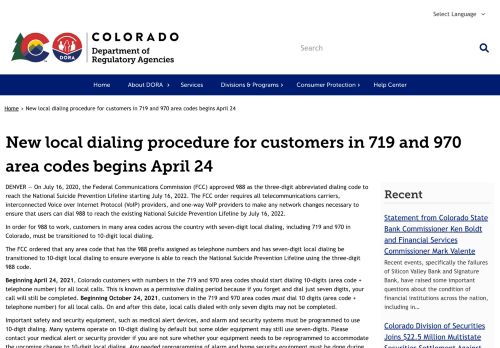 Select Language
COLORADO
Department of
Regulatory Agencies
DORA
Search
Home
About DORA
Services
Divisions & Programs
Consumer Protection
Help Center
Home > New local dialing procedure for customers in 719 and 970 area codes begins April 24
New local dialing procedure for customers in 719 and 970
area codes begins April 24
DENVER -- On July 16, 2020, the Federal Communications Commission (FCC) approved 988 as the three-digit abbreviated dialing code to
reach the National Suicide Prevention Lifeline starting July 16, 2022. The FCC order requires all telecommunications carriers,
interconnected Voice over Internet Protocol (VoIP) providers, and one-way VoIP providers to make any network changes necessary to
ensure that users can dial 988 to reach the existing National Suicide Prevention Lifeline by July 16, 2022.
In order for 988 to work, customers in many area codes across the country with seven-digit local dialing, including 719 and 970 in
Colorado, must be transitioned to 10-digit local dialing.
The FCC ordered that any area code that has the 988 prefix assigned as telephone numbers and has seven-digit local dialing to be
transitioned to 10-digit local dialing to ensure everyone is able to reach the National Suicide Prevention Lifeline using the three-digit
988 code.
Beginning April 24, 2021, Colorado customers with numbers in the 719 and 970 area codes should start dialing 10-digits (area code +
telephone number) for all local calls. This is known as a permissive dialing period because if you forget and dial just seven digits, your
call will still be completed. Beginning October 24, 2021, customers in the 719 and 970 area codes must dial 10 digits (area code +
telephone number) for all local calls. On and after this date, local calls dialed with only seven digits may not be completed.
Important safety and security equipment, such as medical alert devices, and alarm and security systems must be programmed to use
10-digit dialing. Many systems operate on 10-digit dialing by default but some older equipment may still use seven-digits. Please
contact your medical alert or security provider if you are not sure whether your equipment needs to be reprogrammed to accommodate
the upcoming change to 10-digit local dialing. Any needed reprogramming of alarm and home security equipment must be done during
Recent
Statement from Colorado State
Bank Commissioner Ken Boldt
and Financial Services
Commissioner Mark Valente
Recent events, specifically the failures
of Silicon Valley Bank and Signature
Bank, have raised some important
questions about the condition of
financial institutions across the nation,
including in…
Colorado Division of Securities
Joins $22.5 Million Multistate
Securities Settlement Against